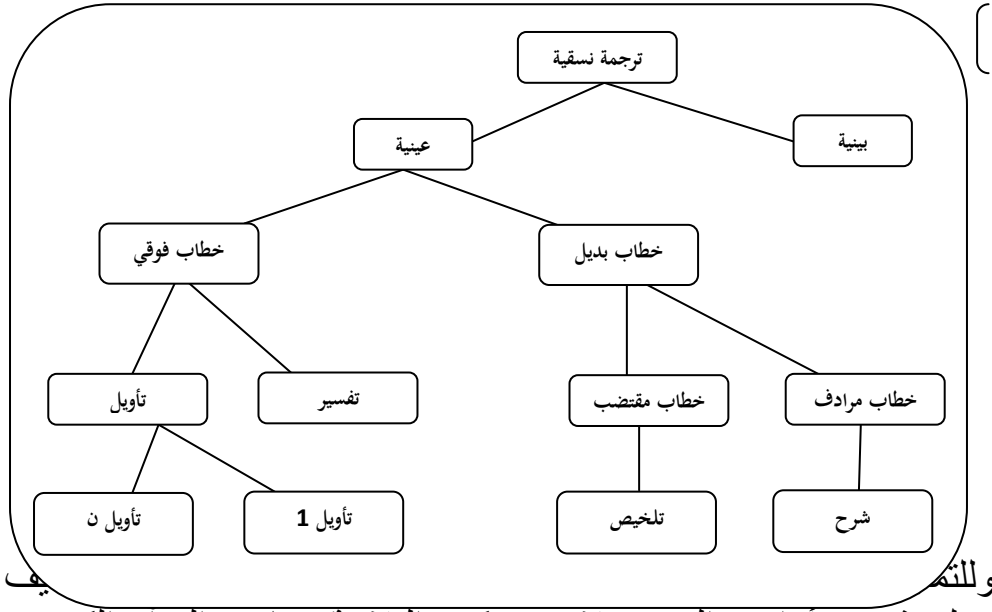 ترجمة نسقية
بينية
عينية
خطاب بديل
خطاب فوقي
خطاب مرادف
خطاب مقتضب
تفسير
تأويل
شرح
تلخيص
تأويل 1
تأويل ن